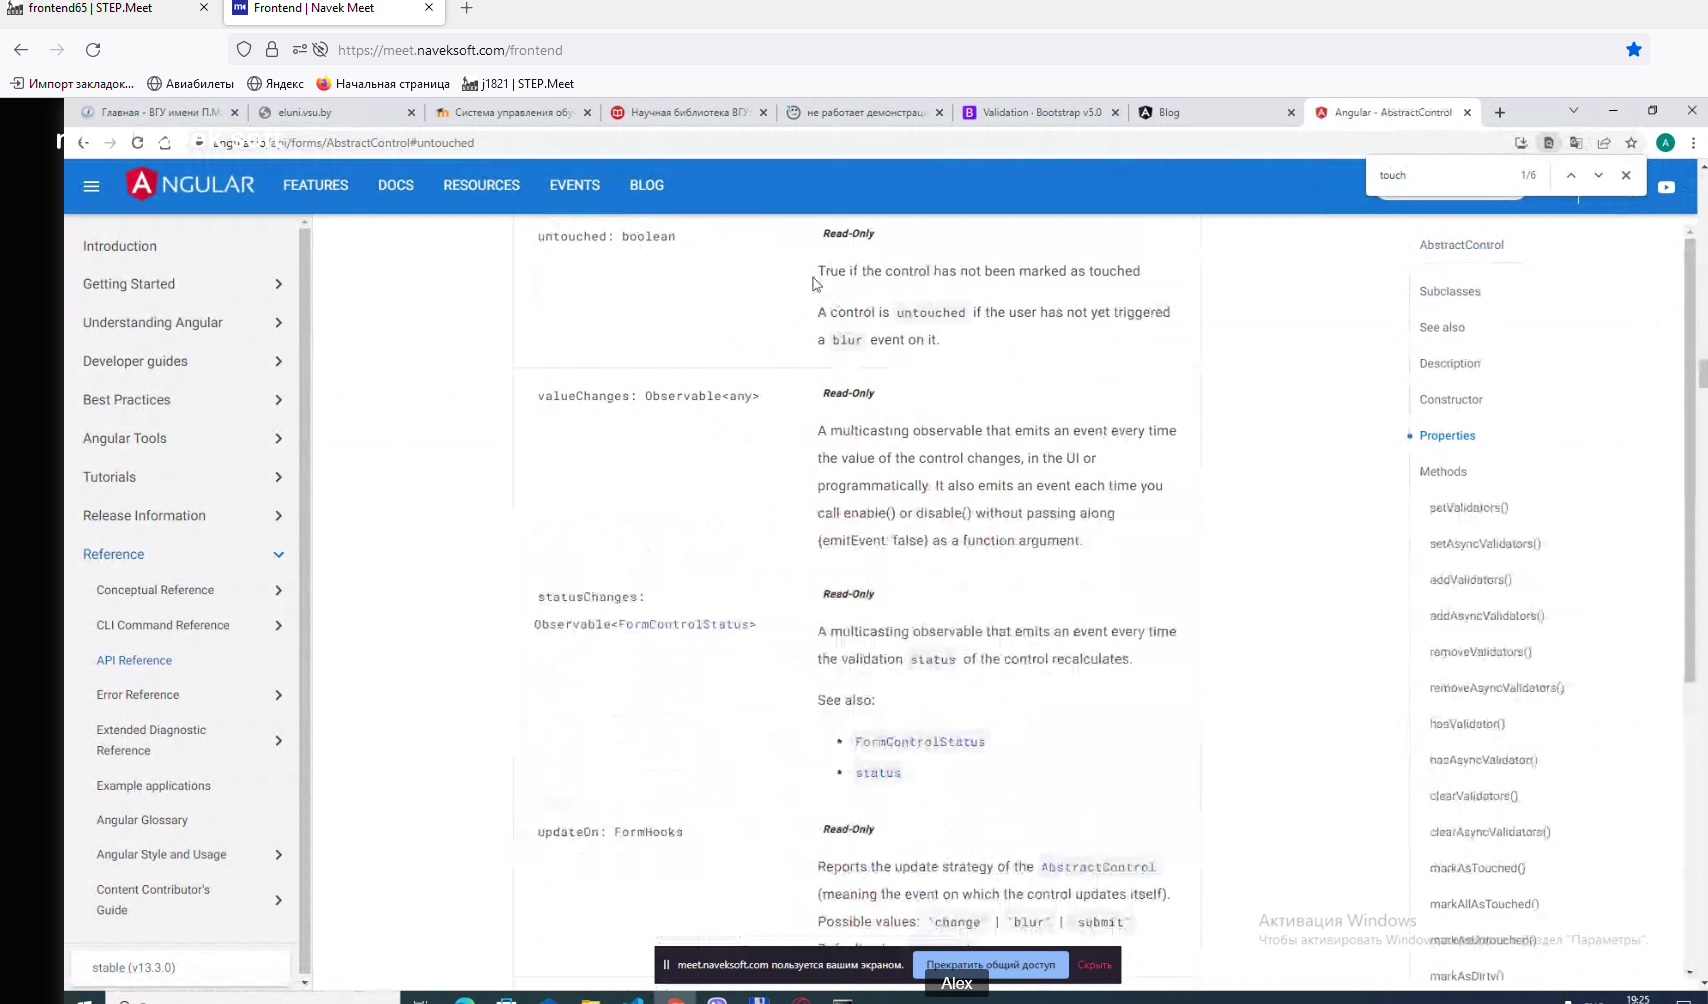 frontend65 | STEP.Meet
Frontend | Navek Meet
https://meet.naveksoft.com/frontend
Импорт закладок...
Авиабилеты
Яндекс
Начальная страница
j1821 | STEP.Meet
Главная - ВГУ имени П.М.
eluni.vsu.by
Система управления обу
Научная библиотека ВГУ
не работает демонстрац
Validation · Bootstrap v5.0
Blog
Angular - AbstractControl
/api/forms/AbstractControl#untouched
A
ANGULAR
FEATURES
DOCS
RESOURCES
EVENTS
BLOG
touch
1/6
Introduction
Getting Started
Understanding Angular
Developer guides
Best Practices
Angular Tools
Tutorials
Release Information
Reference
Conceptual Reference
CLI Command Reference
API Reference
Error Reference
Extended Diagnostic
Reference
Example applications
Angular Glossary
Angular Style and Usage
Content Contributor's
Guide
stable (v13.3.0)
untouched: boolean
Read-Only
True if the control has not been marked as touched
A control is untouched if the user has not yet triggered
a blur event on it.
valueChanges: Observable<any>
Read-Only
A multicasting observable that emits an event every time
the value of the control changes, in the UI or
programmatically. It also emits an event each time you
call enable() or disable() without passing along
{emitEvent: false} as a function argument.
statusChanges:
Observable<FormControlStatus>
Read-Only
A multicasting observable that emits an event every time
the validation status of the control recalculates.
See also:
• FormControlStatus
• status
updateOn: FormHooks
Read-Only
Reports the update strategy of the AbstractControl
(meaning the event on which the control updates itself).
Possible values: 'change' | 'blur' | 'submit'
AbstractControl
Subclasses
See also
Description
Constructor
Properties
Methods
setValidators()
setAsyncValidators()
addValidators()
addAsyncValidators()
removeValidators()
removeAsyncValidators()
hasValidator()
hasAsyncValidator()
clearValidators()
clearAsyncValidators()
markAsTouched()
markAllAsTouched()
markAsUntouched()
markAsDirty()
Активация Windows
Чтобы активировать Windows раздел "Параметры".
meet.naveksoft.com пользуется вашим экраном.
Прекратить общий доступ
Скрыть
Alex
19:25